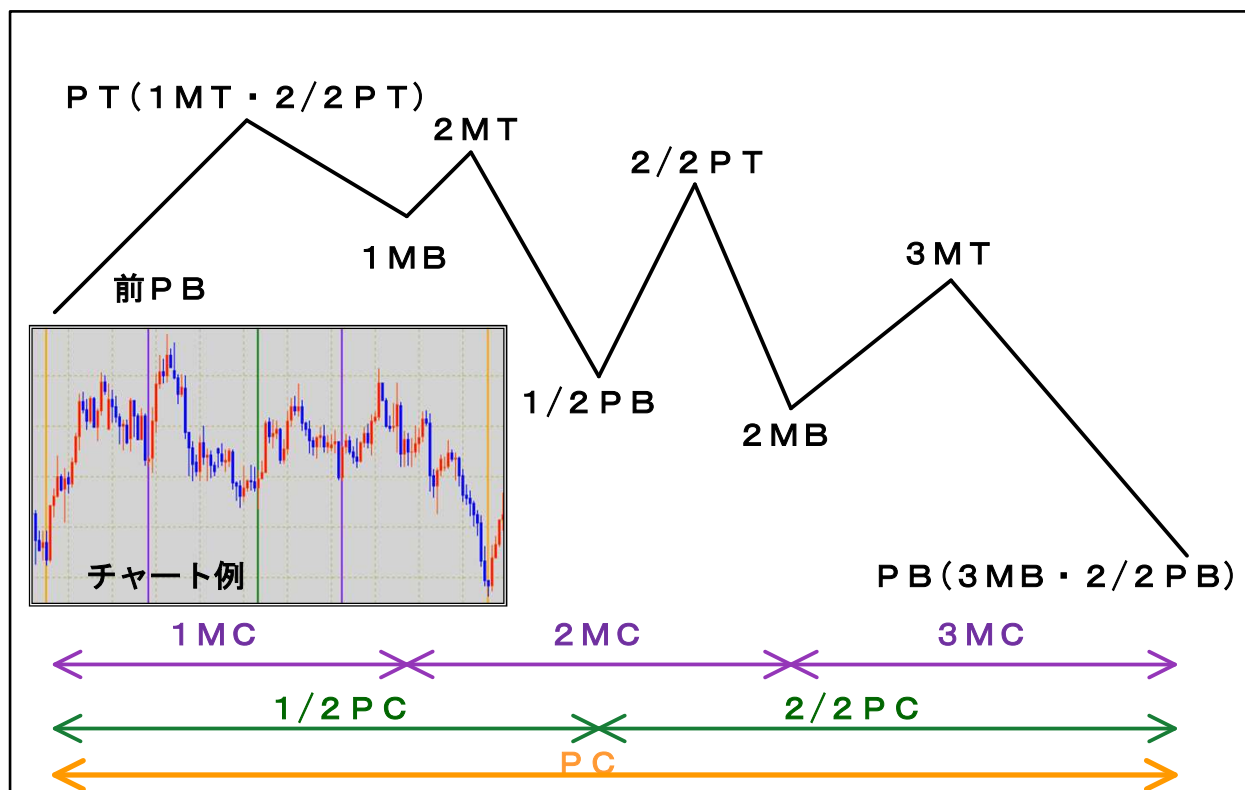 PT(1MT・2/2PT)
2MT
2/2PT
1MB
3MT
前PB
1/2PB
2MB
チャート例
PB(3MB・2/2PB)
1MC
2MC
3MC
1/2PC
2/2PC
PC